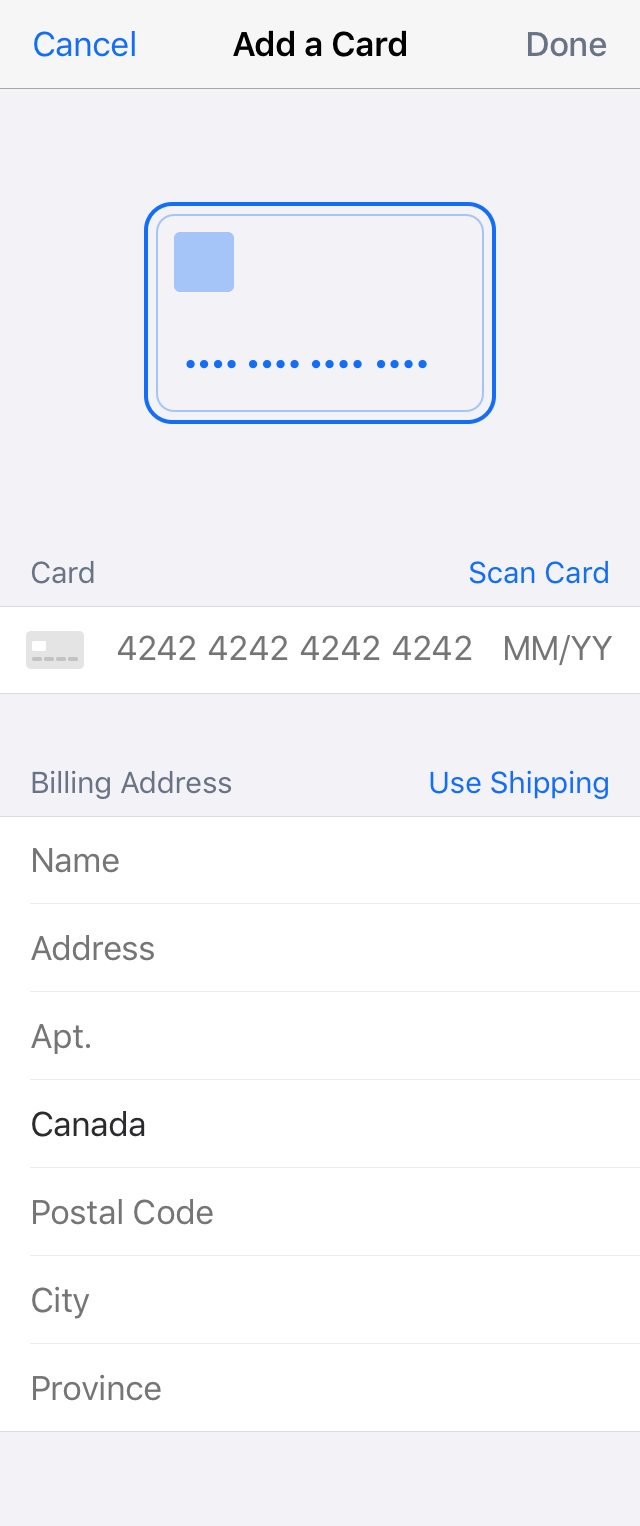 Cancel Add a Card Done
Card Scan Card
4242 4242 4242 4242 MM/YY
Billing Address Use Shipping
Name
Address
Apt.
Canada
Postal Code
City
Province